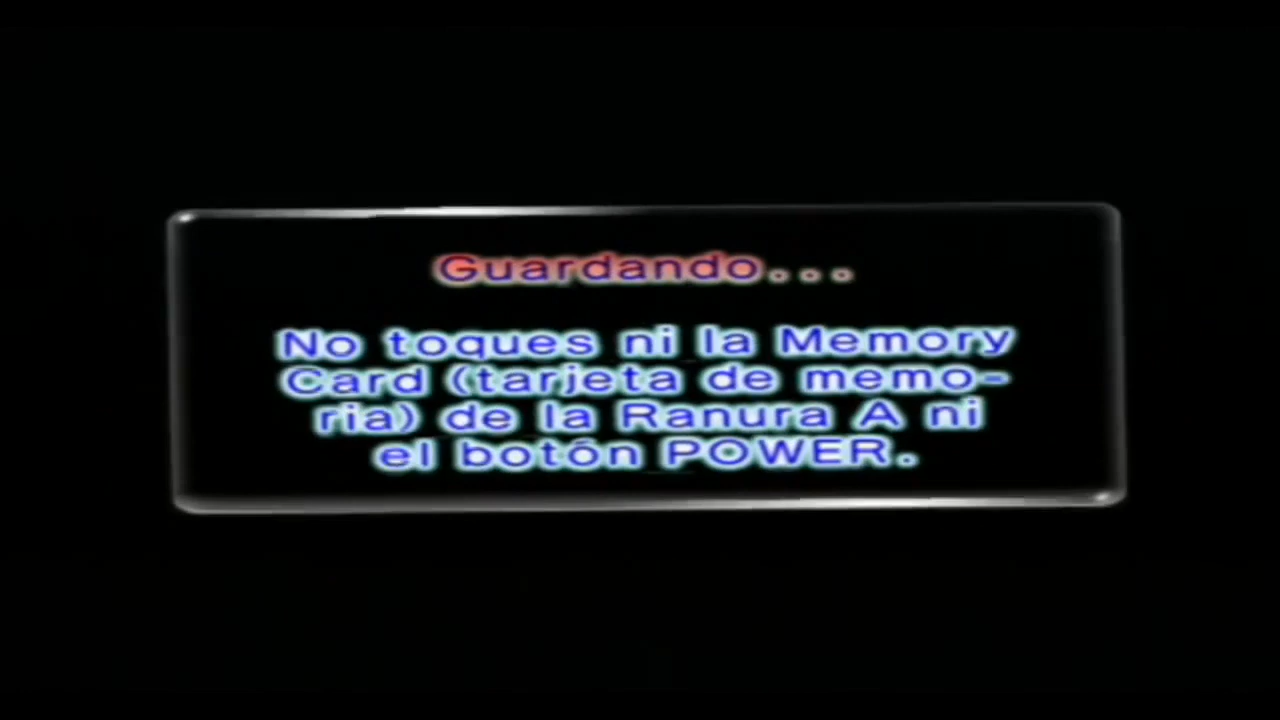 Guardando...
No toques ni la Memory
Card (tarjeta de memo-
ria) de la Ranura A ni
el botón POWER.